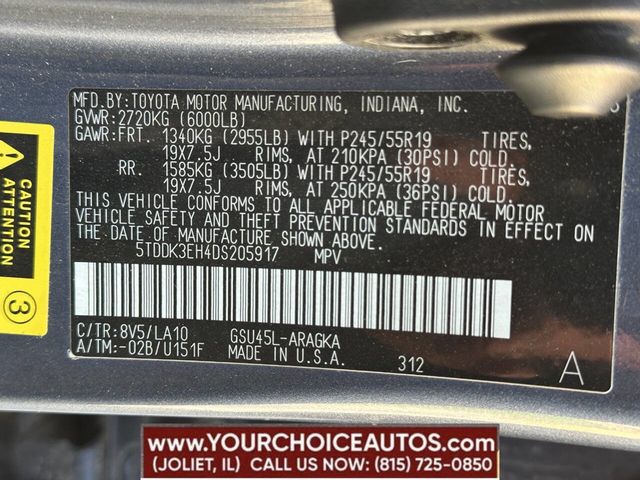 MFD.BY:TOYOTA MOTOR MANUFACTURING, INDIANA, INC.
GVWR:2720KG (6000LB)
GAWR:FRT. 1340KG (2955LB) WITH P245/55R19 TIRES,
19X7.5J RIMS, AT 210KPA (30PSI) COLD.
RR. 1585KG (3505LB) WITH P245/55R19 TIRES,
19X7.5J RIMS, AT 250KPA (36PSI) COLD.
THIS VEHICLE CONFORMS TO ALL APPLICABLE FEDERAL MOTOR
VEHICLE SAFETY AND THEFT PREVENTION STANDARDS IN EFFECT ON
THE DATE OF MANUFACTURE SHOWN ABOVE.
5TDDK3EH4DS205917 MPV
C/TR:8V5/LA10 GSU45L-ARAGKA
A/TM:-02B/U151F MADE IN U.S.A.
312
A
CAUTION
ATTENTION
3
WWW.YOURCHOICEAUTOS.COM
(JOLIET, IL) CALL US NOW: (815) 725-0850